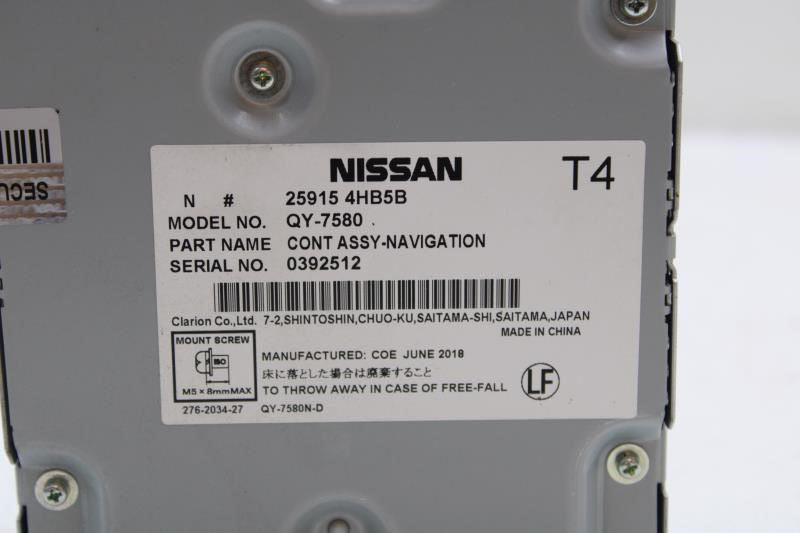 NISSAN
T4
N # 25915 4HB5B
MODEL NO. QY-7580
PART NAME CONT ASSY-NAVIGATION
SERIAL NO. 0392512
Clarion Co.,Ltd. 7-2,SHINTOSHIN,CHUO-KU,SAITAMA-SHI,SAITAMA,JAPAN
MADE IN CHINA
MOUNT SCREW
ISO
M5 × 8mmMAX
MANUFACTURED: COE JUNE 2018
床に落とした場合は廃棄すること
TO THROW AWAY IN CASE OF FREE-FALL
LF
276-2034-27 QY-7580N-D